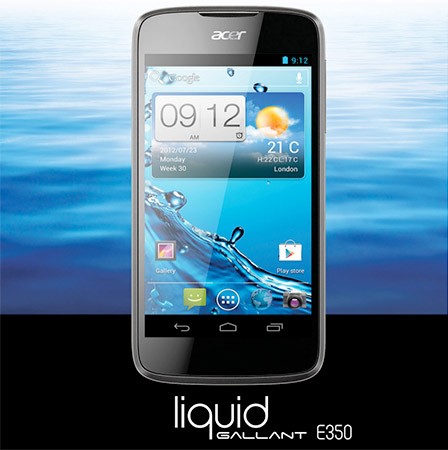 acer
9:12
Google
09 12
AM
2012/07/23
Monday
Week 30
21°C
H:22 C L:17 C
London
Gallery
Play store
liquid
GALLANT E350